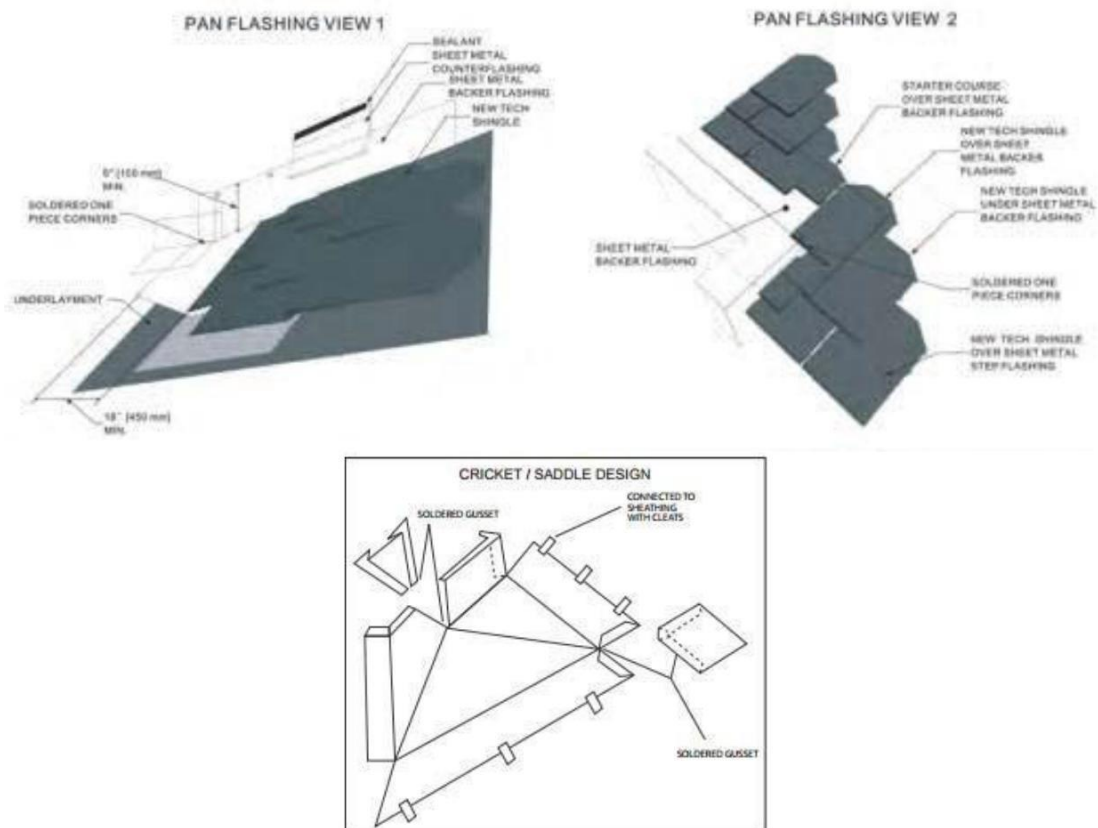 PAN FLASHING VIEW 1
SEALANT
SHEET METAL
COUNTERFLASHING
SHEET METAL
BACKER FLASHING
NEW TECH
SHINGLE
MIN.
SOLDERED ONE
PIECE CORNERS
UNDERLAYMENT
18" (450 mm)
MIN.
PAN FLASHING VIEW 2
STARTER COURSE
OVER SHEET METAL
BACKER FLASHING
NEW TECH SHINGLE
OVER SHEET
METAL BACKER
FLASHING
NEW TECH SHINGLE
UNDER SHEET METAL
BACKER FLASHING
SHEET METAL
BACKER FLASHING
SOLDERED ONE
PIECE CORNERS
NEW TECH SHINGLE
OVER SHEET METAL
STEP FLASHING
CRICKET / SADDLE DESIGN
SOLDERED GUSSET
CONNECTED TO
SHEATHING
WITH CLEATS
SOLDERED GUSSET